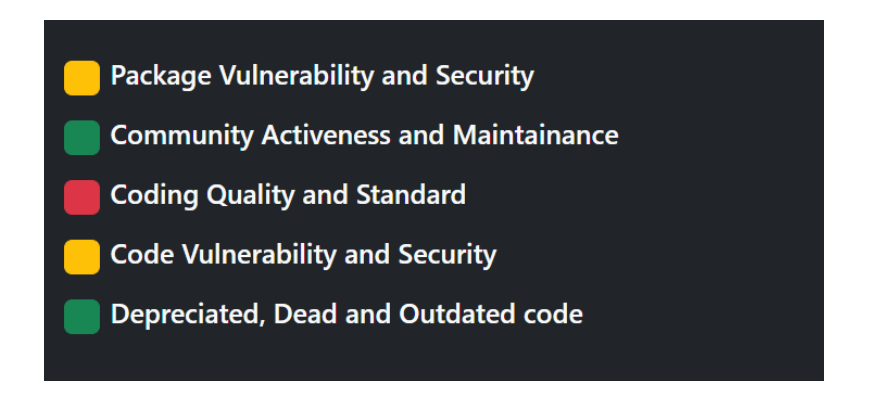 Package Vulnerability and Security
Community Activeness and Maintainance
Coding Quality and Standard
Code Vulnerability and Security
Depreciated, Dead and Outdated code